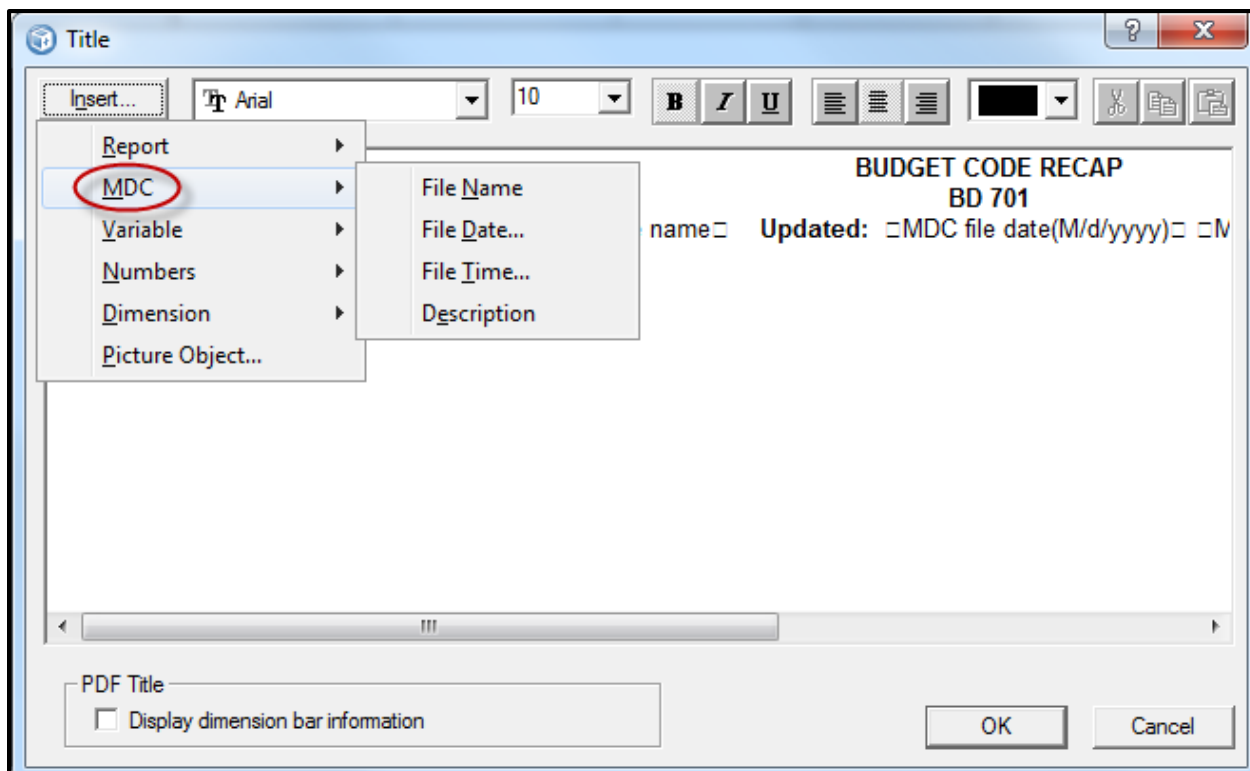 Title
Insert... Arial 10 B I U
Report
BUDGET CODE RECAP
MDC File Name
BD 701
Variable File Date... name Updated: □MDC file date(M/d/yyyy)□ □M
Numbers File Time...
Dimension Description
Picture Object...
PDF Title
Display dimension bar information
OK Cancel